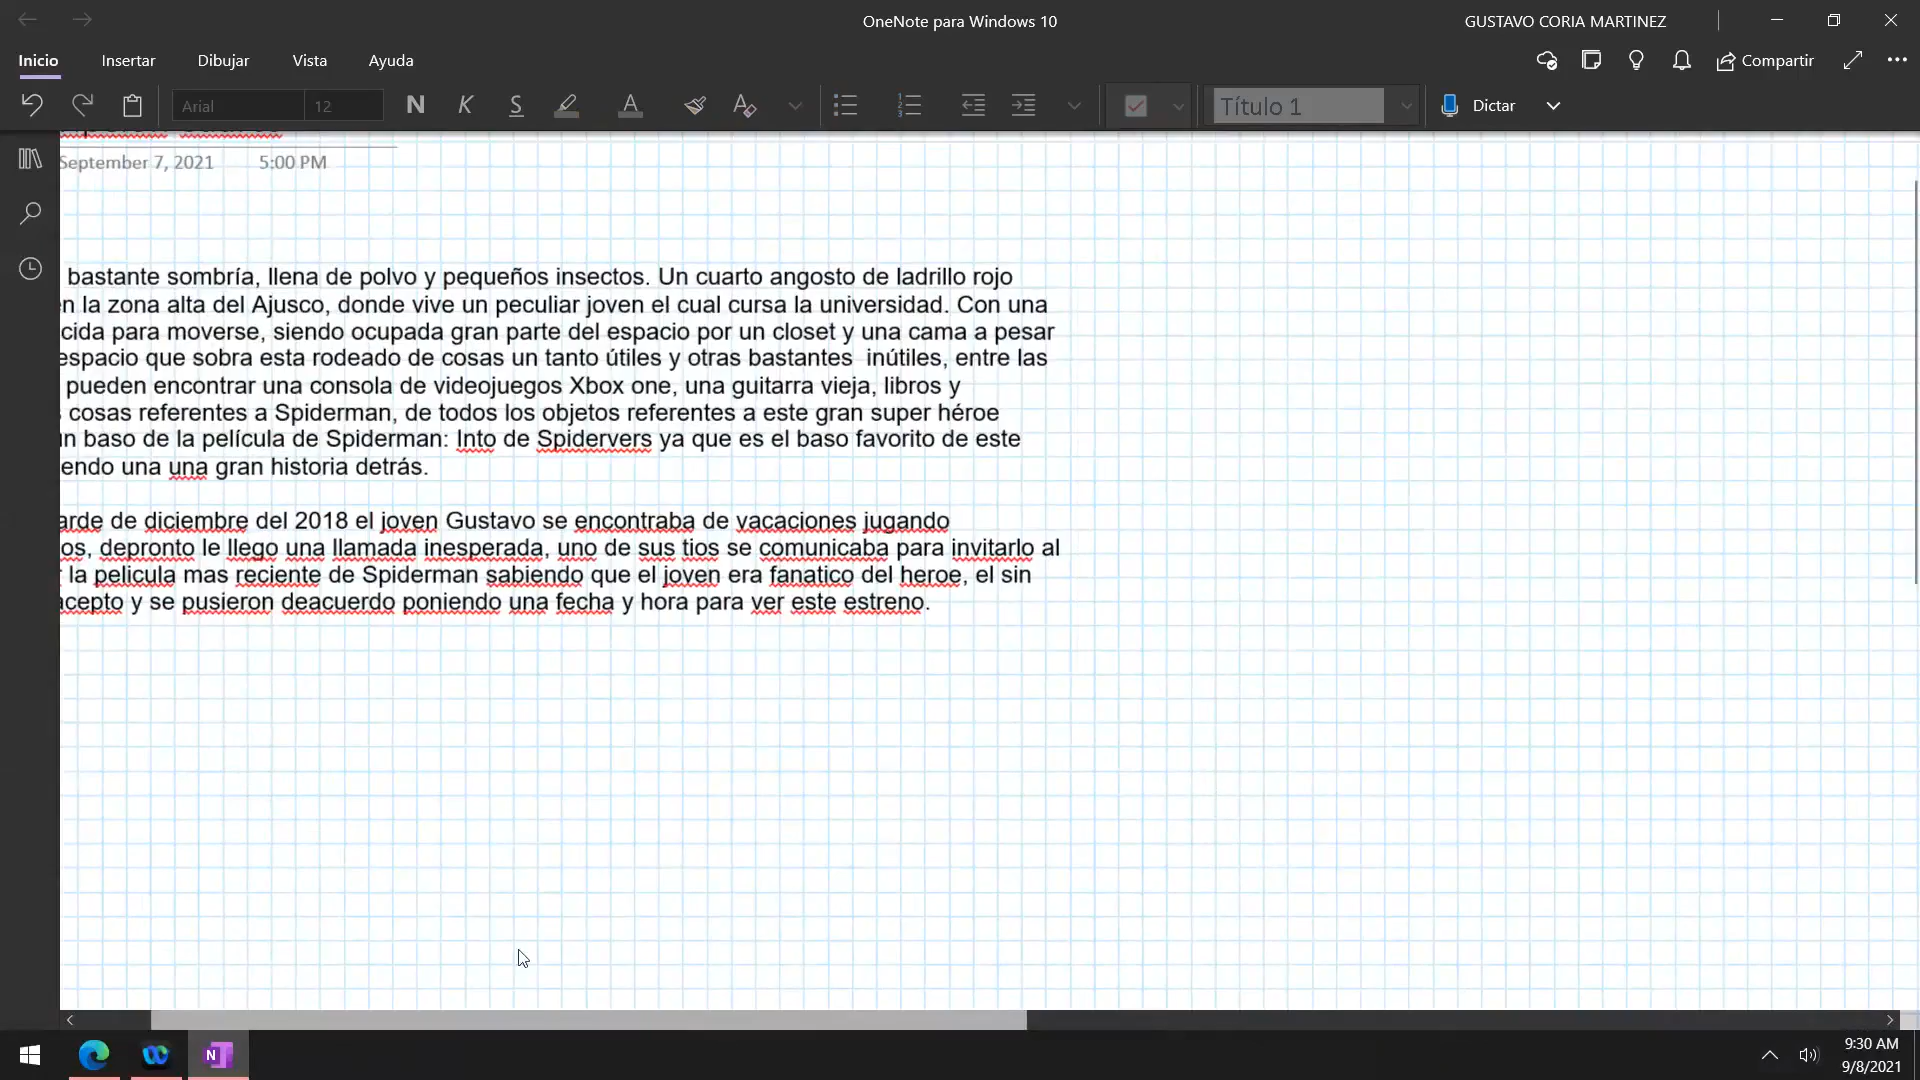 OneNote para Windows 10
GUSTAVO CORIA MARTINEZ
Inicio Insertar Dibujar Vista Ayuda
Compartir
Arial 12 N K S A A Título 1 Dictar
September 7, 2021 5:00 PM
bastante sombría, llena de polvo y pequeños insectos. Un cuarto angosto de ladrillo rojo
la zona alta del Ajusco, donde vive un peculiar joven el cual cursa la universidad. Con una
cida para moverse, siendo ocupada gran parte del espacio por un closet y una cama a pesar
espacio que sobra esta rodeado de cosas un tanto útiles y otras bastantes inútiles, entre las
pueden encontrar una consola de videojuegos Xbox one, una guitarra vieja, libros y
cosas referentes a Spiderman, de todos los objetos referentes a este gran super héroe
un baso de la película de Spiderman: Into de Spidervers ya que es el baso favorito de este
endo una una gran historia detrás.
arde de diciembre del 2018 el joven Gustavo se encontraba de vacaciones jugando
os, depronto le llego una llamada inesperada, uno de sus tios se comunicaba para invitarlo al
la pelicula mas reciente de Spiderman sabiendo que el joven era fanatico del heroe, el sin
acepto y se pusieron deacuerdo poniendo una fecha y hora para ver este estreno.
9:30 AM
9/8/2021